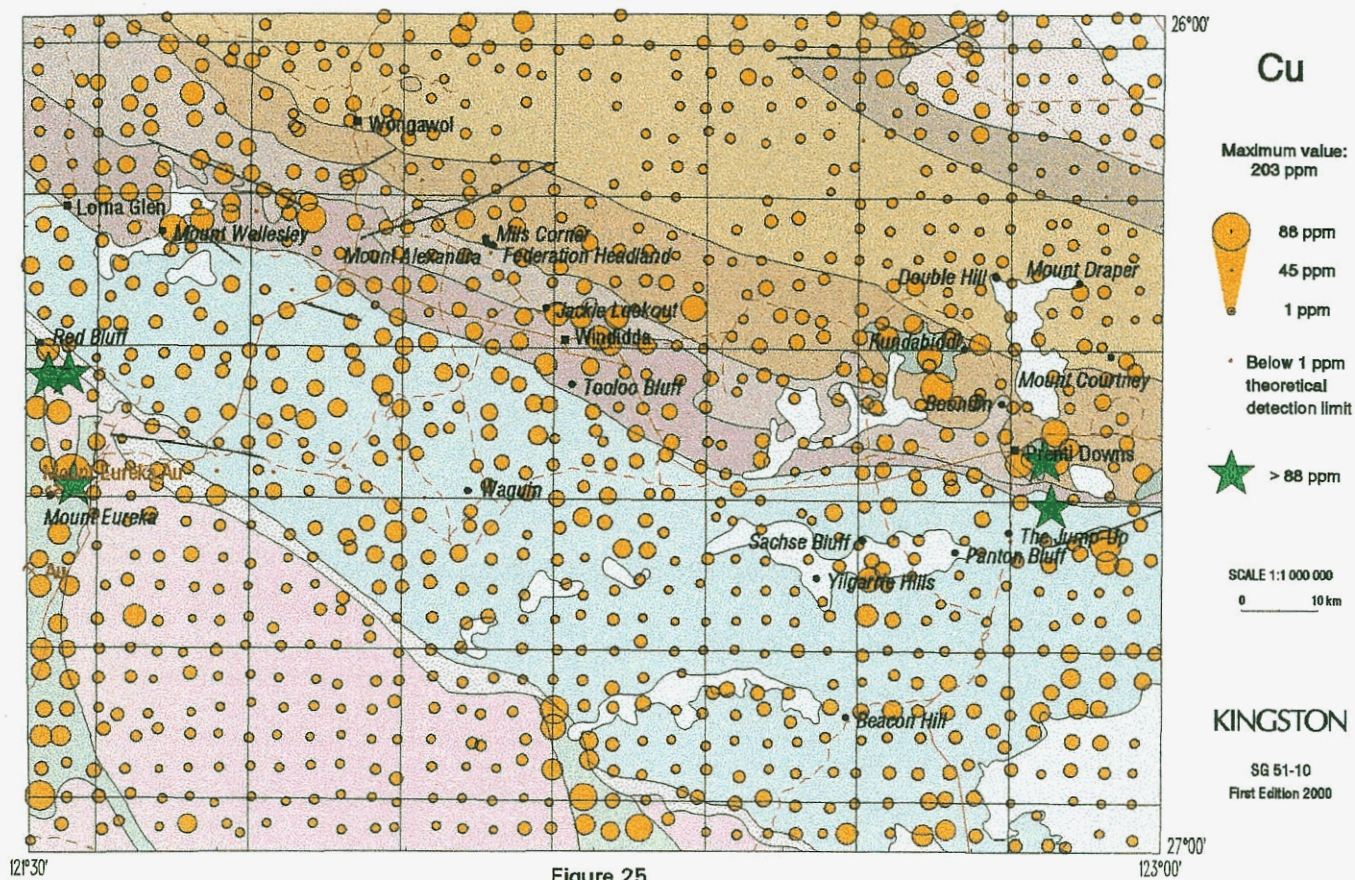 26°00'
Cu
Maximum value:
203 ppm
88 ppm
45 ppm
1 ppm
Below 1 ppm
theoretical
detection limit
> 88 ppm
SCALE 1:1 000 000
0 10 km
KINGSTON
SG 51-10
First Edition 2000
Wongawol
Lorna Glen
Mount Wellesley
Mount Alexandra
Mils Corner
Federation Headland
Double Hill
Mount Draper
Jackie Lookout
Red Bluff
Windidda
Kundabiddi
Tooloo Bluff
Mount Courtney
Prenti Downs
Mount Eureka Au
Waguin
Mount Eureka
Sachse Bluff
The Jump-Up
Panton Bluff
Au
Yilgarne Hills
Beacon Hill
121°30'
Figure 25
123°00'
27°00'